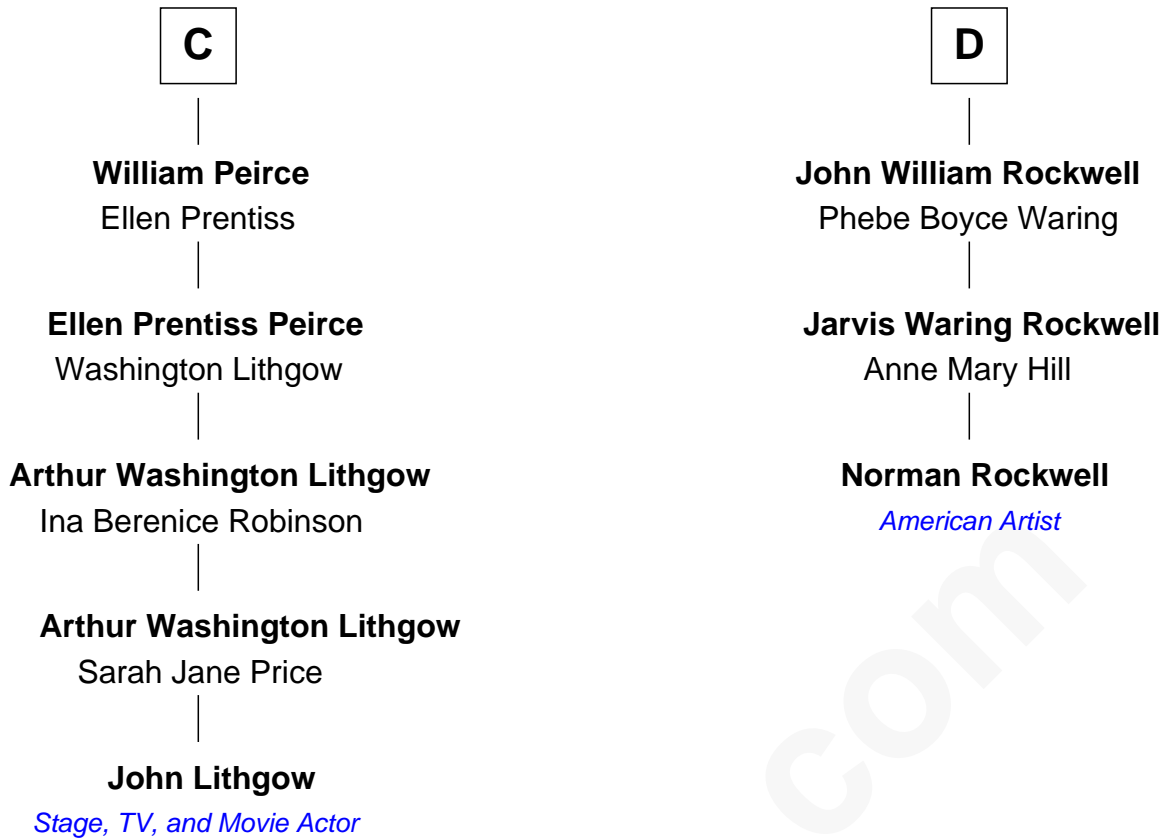 C
William Peirce
Ellen Prentiss
Ellen Prentiss Peirce
Washington Lithgow
Arthur Washington Lithgow
Ina Berenice Robinson
Arthur Washington Lithgow
Sarah Jane Price
John Lithgow
Stage, TV, and Movie Actor
D
John William Rockwell
Phebe Boyce Waring
Jarvis Waring Rockwell
Anne Mary Hill
Norman Rockwell
American Artist
com